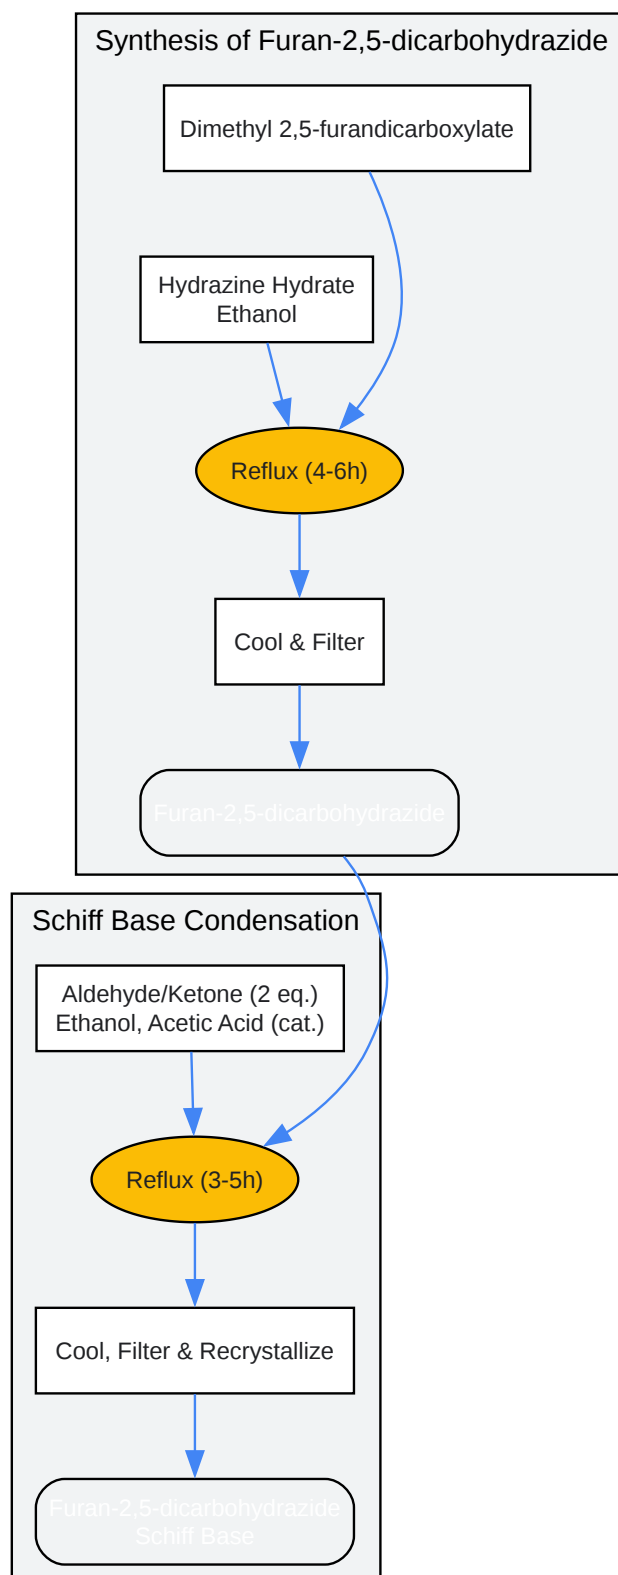 Synthesis of Furan-2,5-dicarbohydrazide
Dimethyl 2,5-furandicarboxylate
Hydrazine Hydrate
Ethanol
Reflux (4-6h)
Cool & Filter
Furan-2,5-dicarbohydrazide
Schiff Base Condensation
Aldehyde/Ketone (2 eq.)
Ethanol, Acetic Acid (cat.)
Reflux (3-5h)
Cool, Filter & Recrystallize
Furan-2,5-dicarbohydrazide
Schiff Base